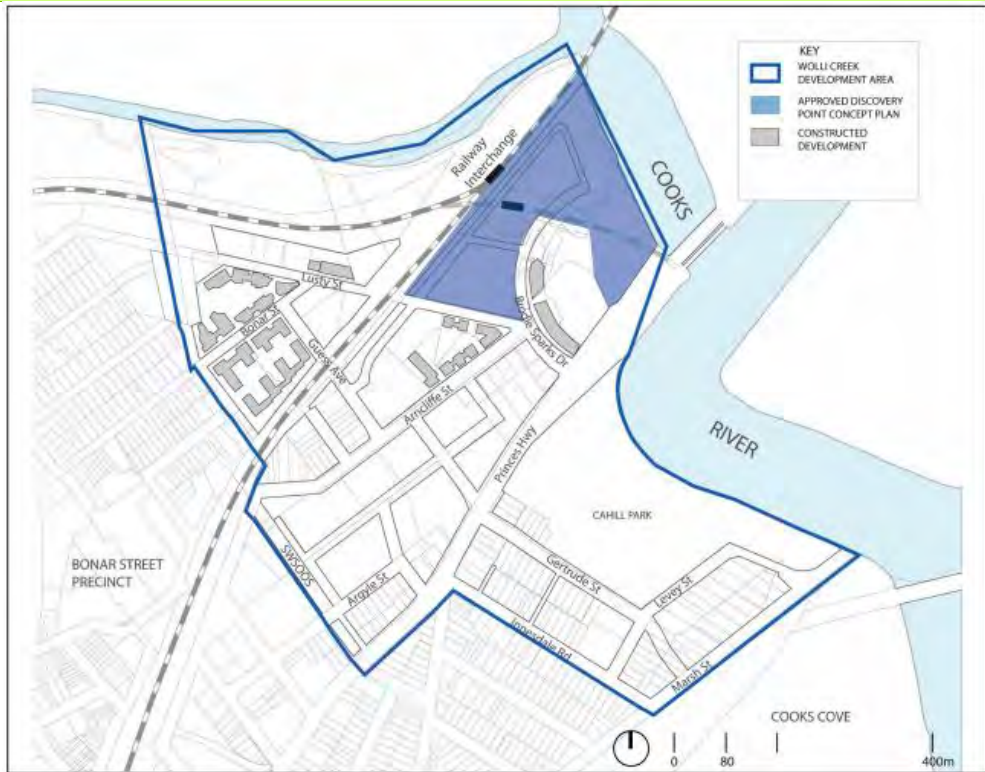 KEY
WOLLI CREEK
DEVELOPMENT AREA
APPROVED DISCOVERY
POINT CONCEPT PLAN
CONSTRUCTED
DEVELOPMENT
Railway
Interchange
COOKS
RIVER
Lusty St
Bonar St
Guess Ave
Brodie Sparks Dr
Arncliffe St
Princes Hwy
CAHILL PARK
BONAR STREET
PRECINCT
SWSOOS
Argyle St
Gertrude St
Levey St
Innesdale Rd
Marsh St
COOKS COVE
0
80
400m